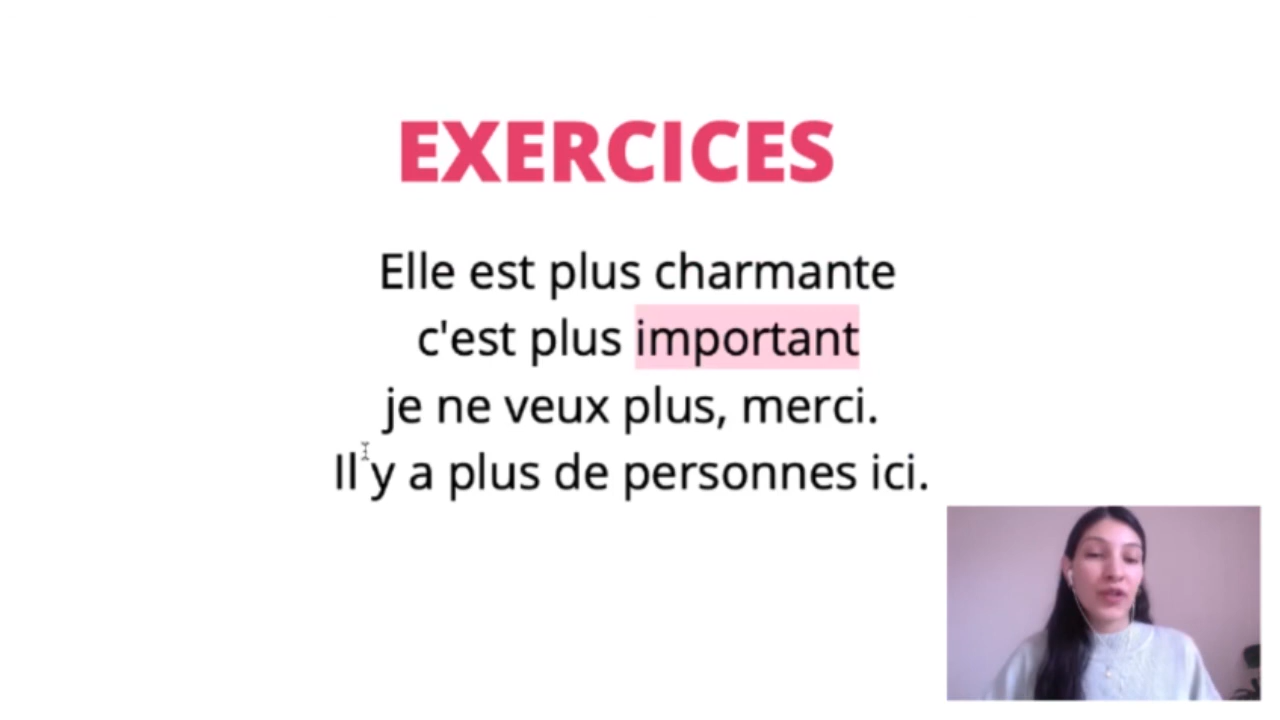 EXERCICES
Elle est plus charmante
c'est plus important
je ne veux plus, merci.
Il y a plus de personnes ici.